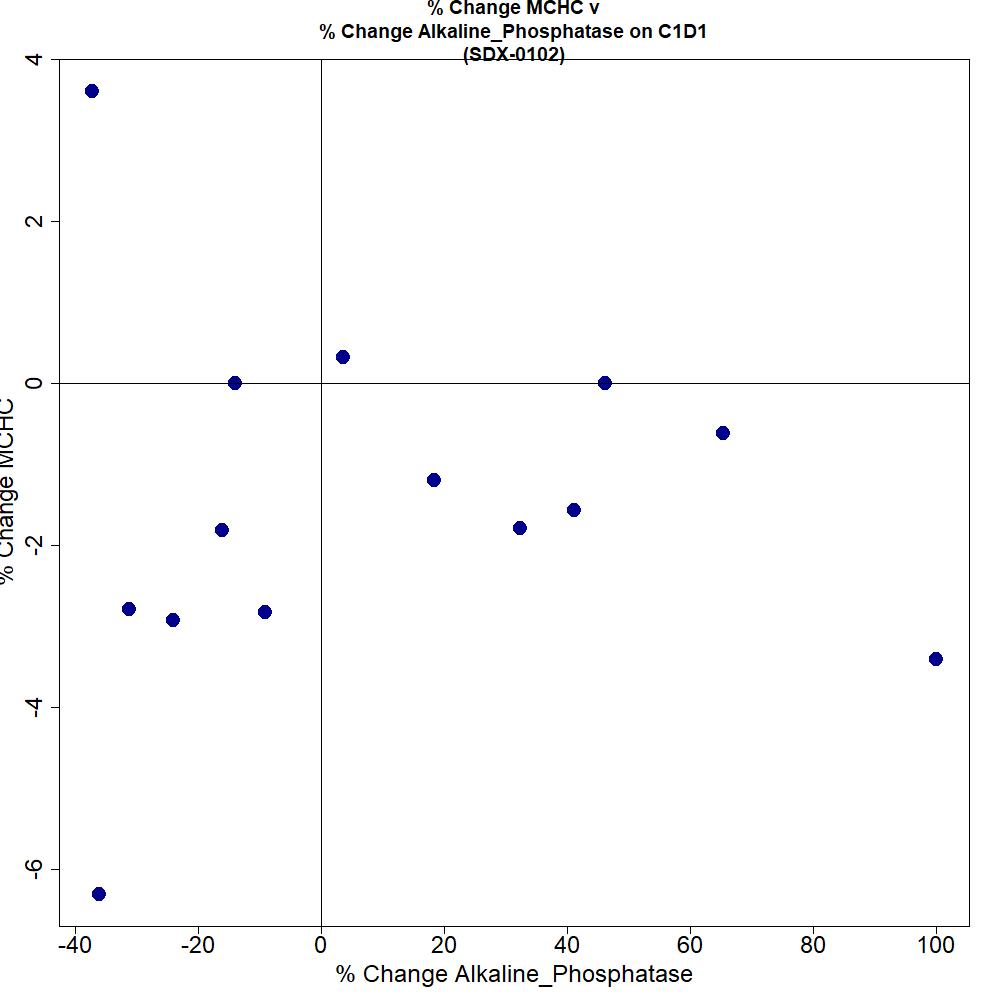 % Change MCHC v
% Change Alkaline_Phosphatase on C1D1
(SDX-0102)
4
2
0
-2
-4
-6
% Change MCHC
-40 -20 0 20 40 60 80 100
% Change Alkaline_Phosphatase